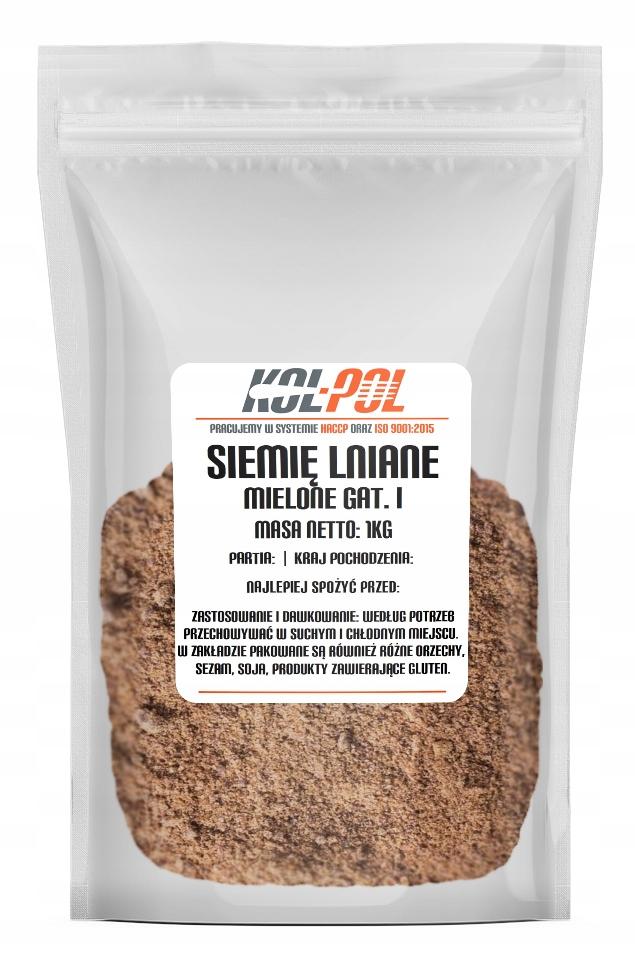 KOL-POL
PRACUJEMY W SYSTEMIE HACCP ORAZ ISO 9001:2015
SIEMIĘ LNIANE
MIELONE GAT. I
MASA NETTO: 1KG
PARTIA: | KRAJ POCHODZENIA:
NAJLEPIEJ SPOŻYĆ PRZED:
ZASTOSOWANIE I DAWKOWANIE: WEDŁUG POTRZEB
PRZECHOWYWAĆ W SUCHYM I CHŁODNYM MIEJSCU.
W ZAKŁADZIE PAKOWANE SĄ RÓWNIEŻ RÓŻNE ORZECHY,
SEZAM, SOJA, PRODUKTY ZAWIERAJĄCE GLUTEN.